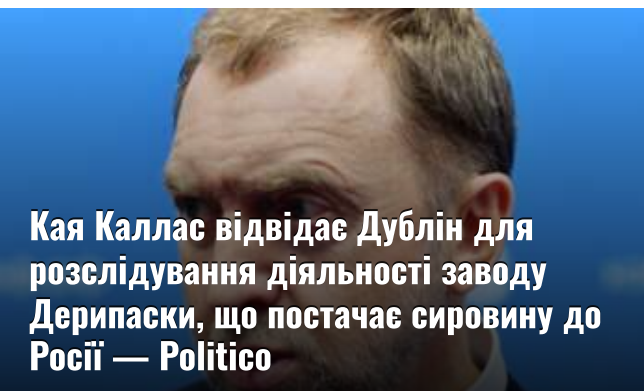 Кая Каллас відвідає Дублін для
розслідування діяльності заводу
Дерипаски, що постачає сировину до
Росії — Politico